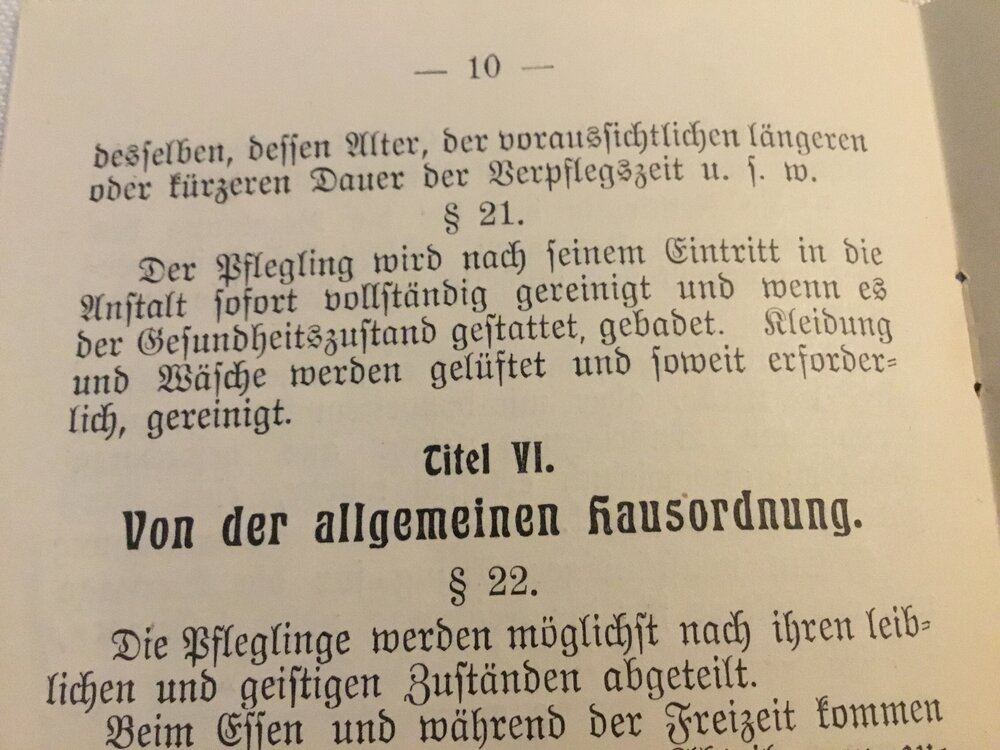 — 10 —
desselben, dessen Alter, der voraussichtlichen längeren
oder kürzeren Dauer der Verpflegszeit u. s. w.
§ 21.
Der Pflegling wird nach seinem Eintritt in die
Anstalt sofort vollständig gereinigt und wenn es
der Gesundheitszustand gestattet, gebadet. Kleidung
und Wäsche werden gelüftet und soweit erforder-
lich, gereinigt.
Titel VI.
Von der allgemeinen Hausordnung.
§ 22.
Die Pfleglinge werden möglichst nach ihren leib-
lichen und geistigen Zuständen abgeteilt.
Beim Essen und während der Freizeit kommen